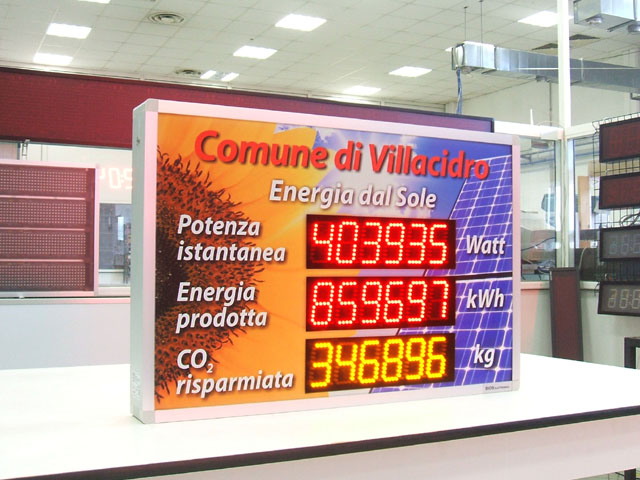 Comune di Villacidro
Energia dal Sole
Potenza
istantanea
403935 Watt
Energia
prodotta
859697 kWh
CO2
risparmiata
346896 kg